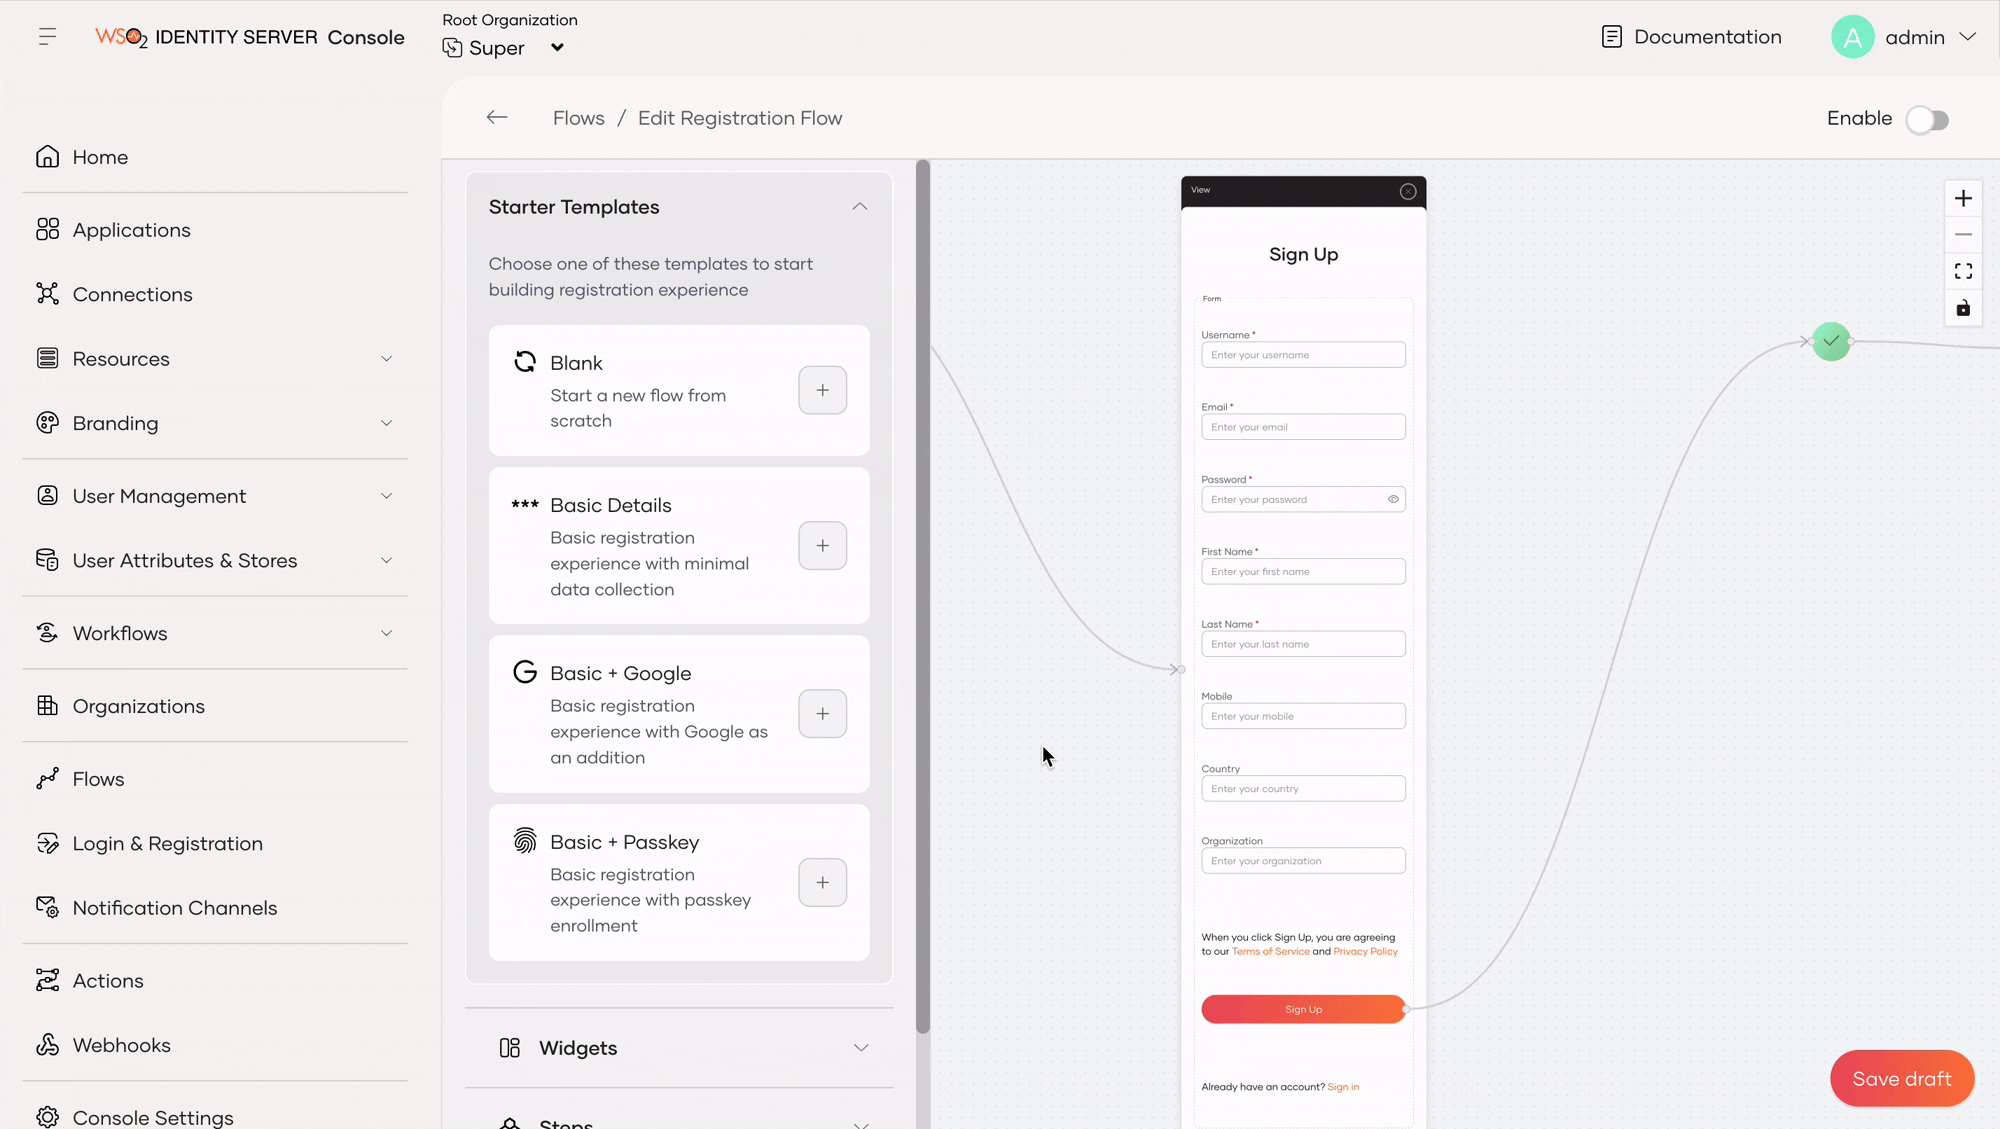 WSO2 IDENTITY SERVER Console
Root Organization
Super
Documentation
A
admin
Home
Applications
Connections
Resources
Branding
User Management
User Attributes & Stores
Workflows
Organizations
Flows
Login & Registration
Notification Channels
Actions
Webhooks
Console Settings
Flows / Edit Registration Flow
Enable
Starter Templates
Choose one of these templates to start
building registration experience
Blank
Start a new flow from
scratch
*** Basic Details
Basic registration
experience with minimal
data collection
Basic + Google
Basic registration
experience with Google as
an addition
Basic + Passkey
Basic registration
experience with passkey
enrollment
Widgets
Steps
View
Sign Up
Form
Username *
Enter your username
Email *
Enter your email
Password *
Enter your password
First Name *
Enter your first name
Last Name *
Enter your last name
Mobile
Enter your mobile
Country
Enter your country
Organization
Enter your organization
When you click Sign Up, you are agreeing
to our Terms of Service and Privacy Policy
Sign Up
Already have an account? Sign in
Save draft